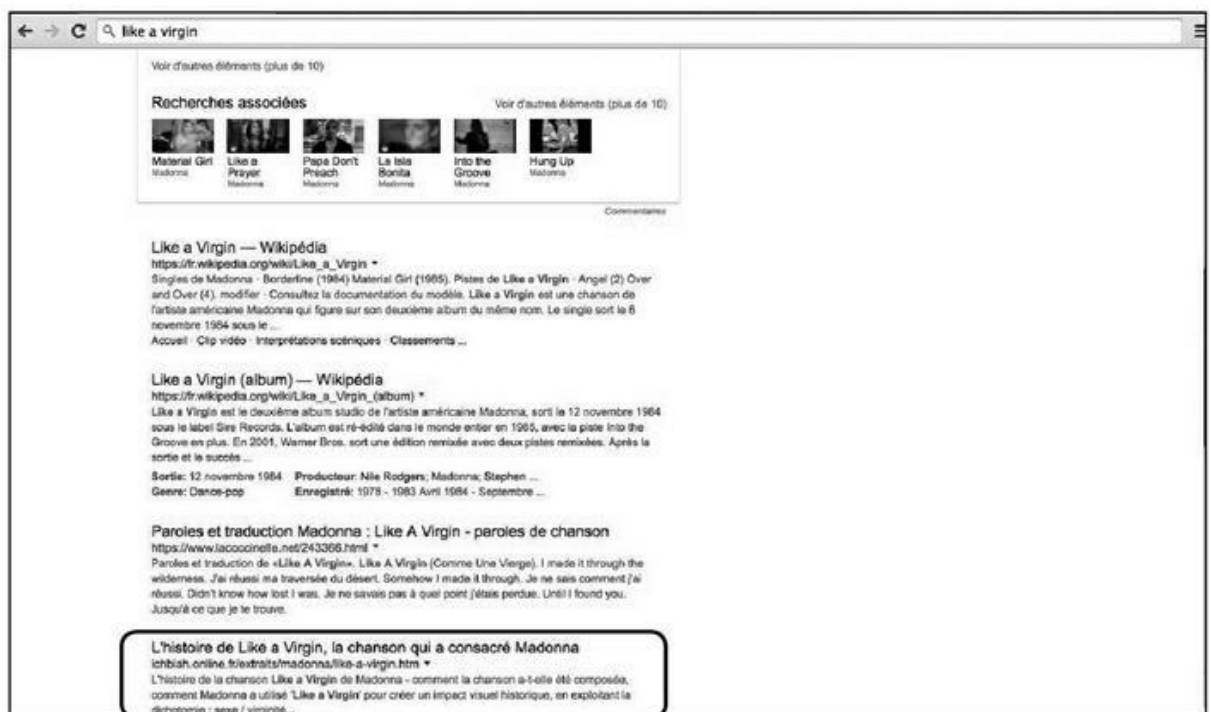 like a virgin
Voir d'autres éléments (plus de 10)
Recherches associées
Voir d'autres éléments (plus de 10)
Material Girl
Madonna
Like a
Prayer
Madonna
Papa Don't
Preach
Madonna
La Isla
Bonita
Madonna
Into the
Groove
Madonna
Hung Up
Madonna
Commentaires
Like a Virgin — Wikipédia
https://fr.wikipedia.org/wiki/Like_a_Virgin
Singles de Madonna · Borderline (1984) Material Girl (1985). Pistes de Like a Virgin · Angel (2) Over
and Over (4). modifier · Consultez la documentation du modèle. Like a Virgin est une chanson de
l'artiste américaine Madonna qui figure sur son deuxième album du même nom. Le single sort le 6
novembre 1984 sous le ...
Accueil · Clip vidéo · Interprétations scéniques · Classements ...
Like a Virgin (album) — Wikipédia
https://fr.wikipedia.org/wiki/Like_a_Virgin_(album)
Like a Virgin est le deuxième album studio de l'artiste américaine Madonna, sorti le 12 novembre 1984
sous le label Sire Records. L'album est ré-édité dans le monde entier en 1985, avec la piste Into the
Groove en plus. En 2001, Warner Bros. sort une édition remixée avec deux pistes remixées. Après la
sortie et le succès ...
Sortie: 12 novembre 1984 Producteur: Nile Rodgers; Madonna; Stephen ...
Genre: Dance-pop Enregistré: 1978 - 1983 Avril 1984 - Septembre ...
Paroles et traduction Madonna : Like A Virgin - paroles de chanson
https://www.lacoccinelle.net/243366.html
Paroles et traduction de «Like A Virgin». Like A Virgin (Comme Une Vierge). I made it through the
wilderness. J'ai réussi ma traversée du désert. Somehow I made it through. Je ne sais comment j'ai
réussi. Didn't know how lost I was. Je ne savais pas à quel point j'étais perdue. Until I found you.
Jusqu'à ce que je te trouve.
L'histoire de Like a Virgin, la chanson qui a consacré Madonna
ichbiah.online.fr/extraits/madonna/like-a-virgin.htm
L'histoire de la chanson Like a Virgin de Madonna - comment la chanson a-t-elle été composée,
comment Madonna a utilisé 'Like a Virgin' pour créer un impact visuel historique, en exploitant la
dichotomie : sexe / virginité...